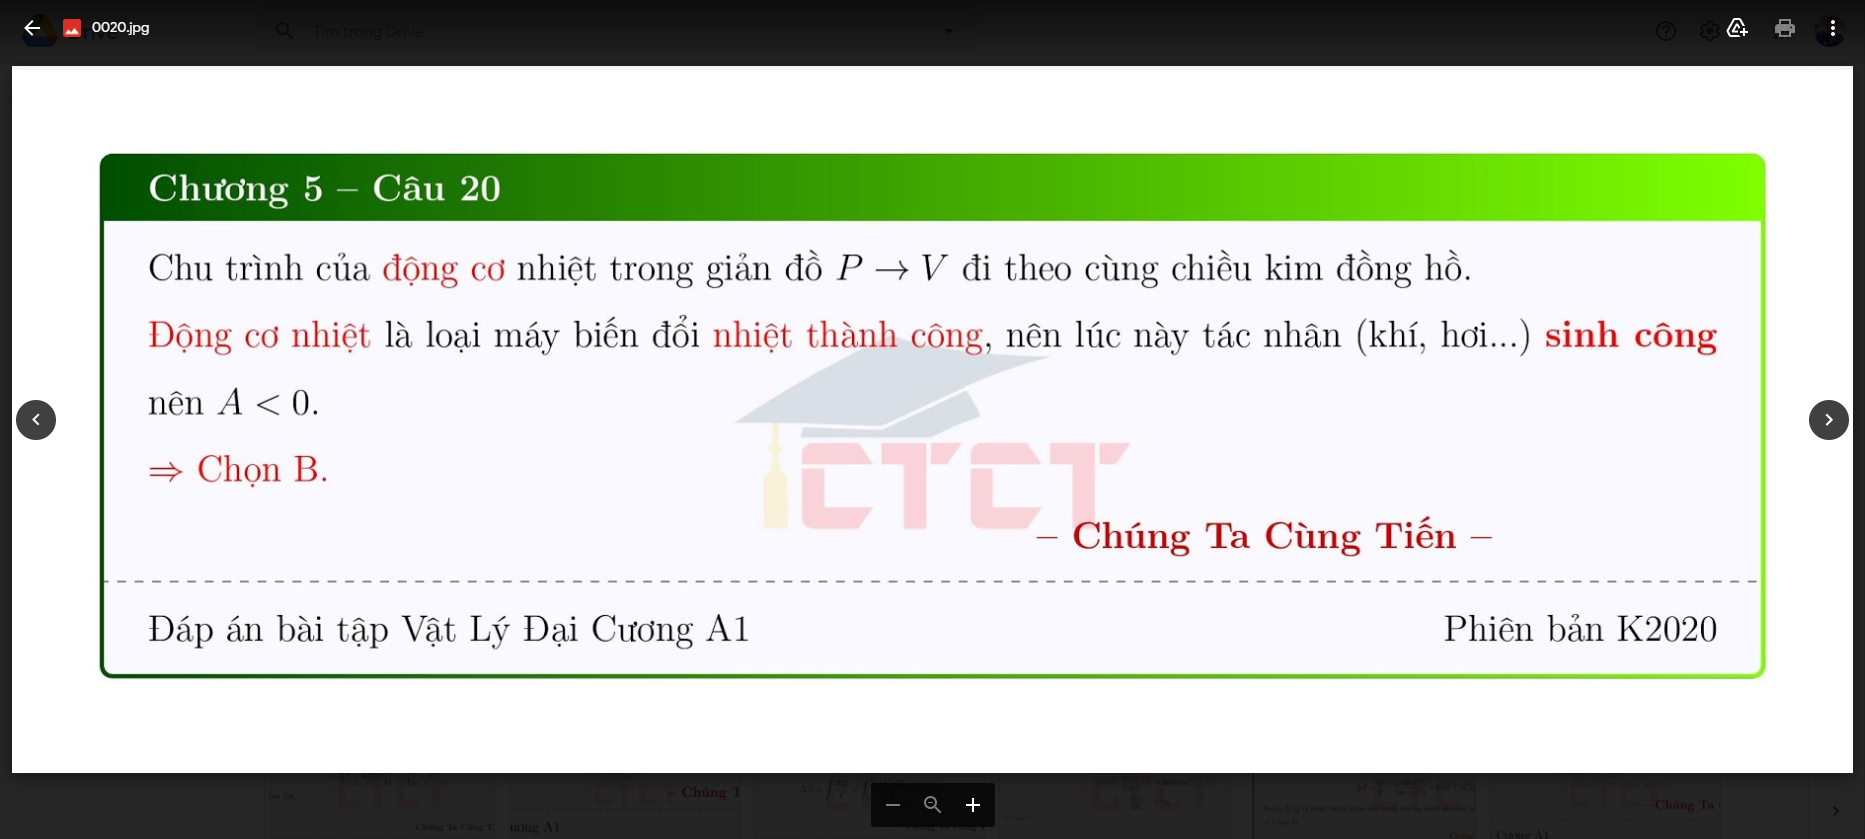 0020.jpg
Tìm trong Drive
Chương 5 – Câu 20
Chu trình của động cơ nhiệt trong giản đồ P → V đi theo cùng chiều kim đồng hồ.
Động cơ nhiệt là loại máy biến đổi nhiệt thành công, nên lúc này tác nhân (khí, hơi...) sinh công
nên A < 0.
⇒ Chọn B.
CTCT
– Chúng Ta Cùng Tiến –
Đáp án bài tập Vật Lý Đại Cương A1
Phiên bản K2020